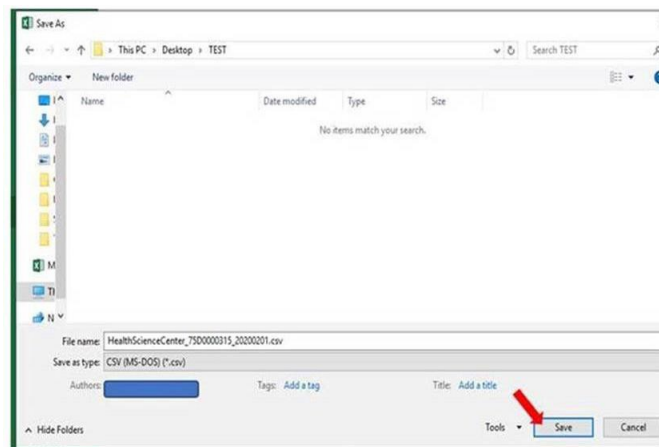 Save As
This PC > Desktop > TEST
Search TEST
Organize
New folder
Name
Date modified
Type
Size
No items match your search.
M
N
File name: HealthScienceCenter_75D0000315_20200201.csv
Save as type: CSV (MS-DOS) (*.csv)
Authors:
Tags: Add a tag
Title: Add a title
Hide Folders
Tools
Save
Cancel